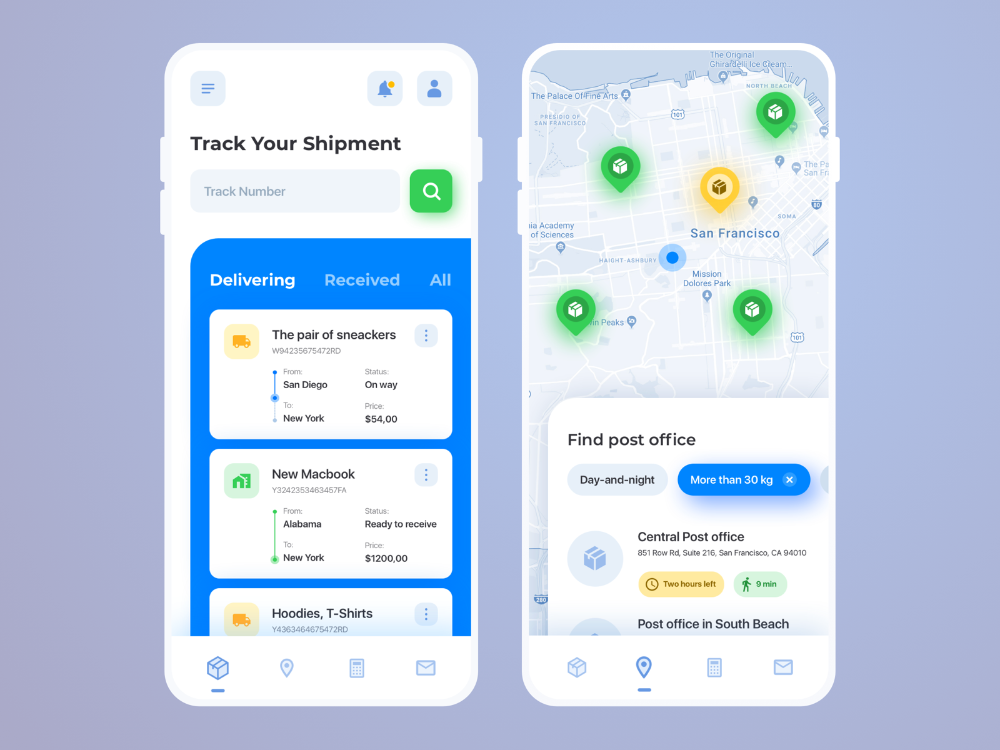 Track Your Shipment
Track Number
Delivering Received All
The pair of sneackers
W94235675472RD
From: Status:
San Diego On way
To: Price:
New York $54,00
New Macbook
Y3242353463457FA
From: Status:
Alabama Ready to receive
To: Price:
New York $1200,00
Hoodies, T-Shirts
Y4363464675472RD
The Original
Ghirardelli Ice Cream...
NORTH BEACH
The Palace Of Fine Arts
PRESIDIO OF
SAN FRANCISCO
101
The Pa
San Fra
SOMA
80
ia Academy
of Sciences
San Francisco
HAIGHT-ASHBURY
Mission
Dolores Park
in Peaks
101
280
Find post office
Day-and-night
More than 30 kg
Central Post office
851 Row Rd, Suite 216, San Francisco, CA 94010
Two hours left
9 min
Post office in South Beach